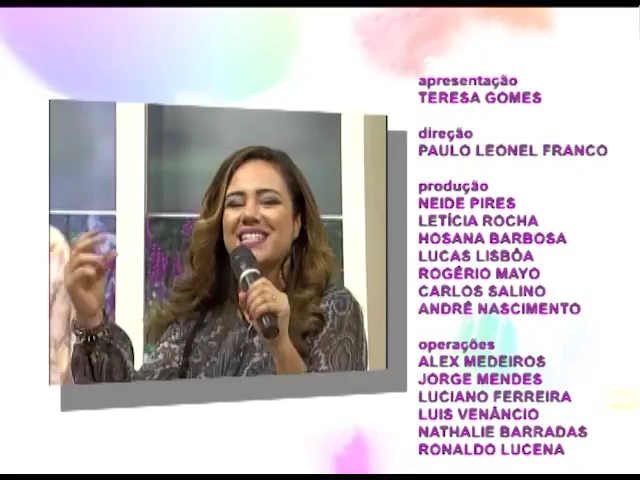 apresentação
TERESA GOMES
direção
PAULO LEONEL FRANCO
produção
NEIDE PIRES
LETÍCIA ROCHA
HOSANA BARBOSA
LUCAS LISBÔA
ROGÉRIO MAYO
CARLOS SALINO
ANDRÉ NASCIMENTO
operações
ALEX MEDEIROS
JORGE MENDES
LUCIANO FERREIRA
LUIS VENÂNCIO
NATHALIE BARRADAS
RONALDO LUCENA